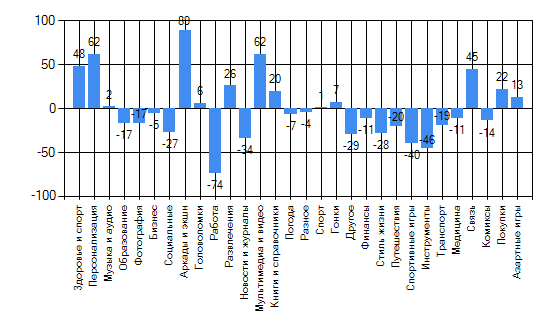 100
50
0
-50
-100
48
62
2
-17
-17
-5
-27
6
-74
26
-34
62
20
-7
-4
1
7
-29
-11
-28
-20
-40
-46
-19
-11
45
-14
22
13
Здоровье и спорт
Персонализация
Музыка и аудио
Образование
Фотография
Бизнес
Социальные
Аркады и экшн
Головоломки
Работа
Развлечения
Новости и журналы
Мультимедиа и видео
Книги и справочники
Погода
Разное
Спорт
Гонки
Другое
Финансы
Стиль жизни
Путешествия
Спортивные игры
Инструменты
Транспорт
Медицина
Связь
Комиксы
Покупки
Азартные игры